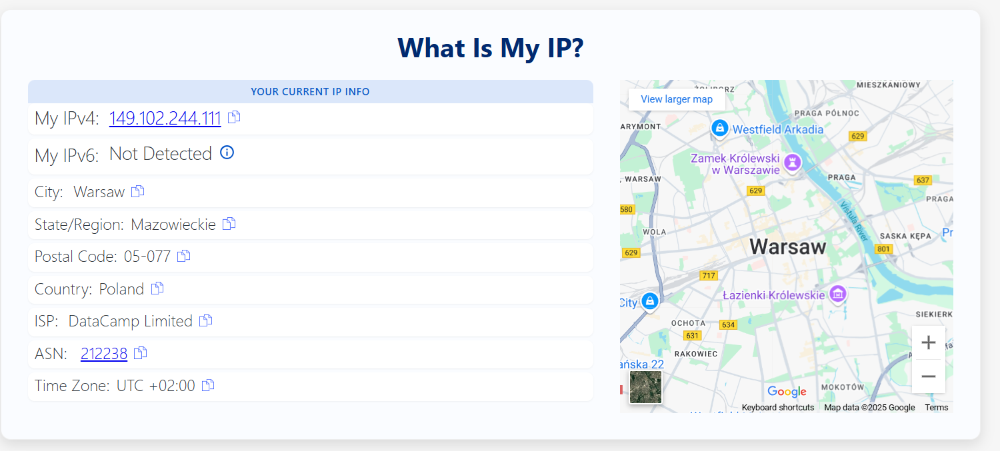 What Is My IP?
YOUR CURRENT IP INFO
My IPv4: 149.102.244.111
My IPv6: Not Detected
City: Warsaw
State/Region: Mazowieckie
Postal Code: 05-077
Country: Poland
ISP: DataCamp Limited
ASN: 212238
Time Zone: UTC +02:00
View larger map
MIESZKANIOWY
PRAGA PÓŁNOC
ARYMONT
Westfield Arkadia
629
Zamek Królewski
w Warszawie
WARSAW
PRAGA
637
629
PRAGA
580
Vistula River
WOLA
SASKA KĘPA
Pr
Warsaw
629
801
717
Łazienki Królewskie
City
SIEKIERK
OCHOTA
634
631
RAKOWIEC
ańska 22
Google
MOKOTÓW
Keyboard shortcuts
Map data ©2025 Google
Terms